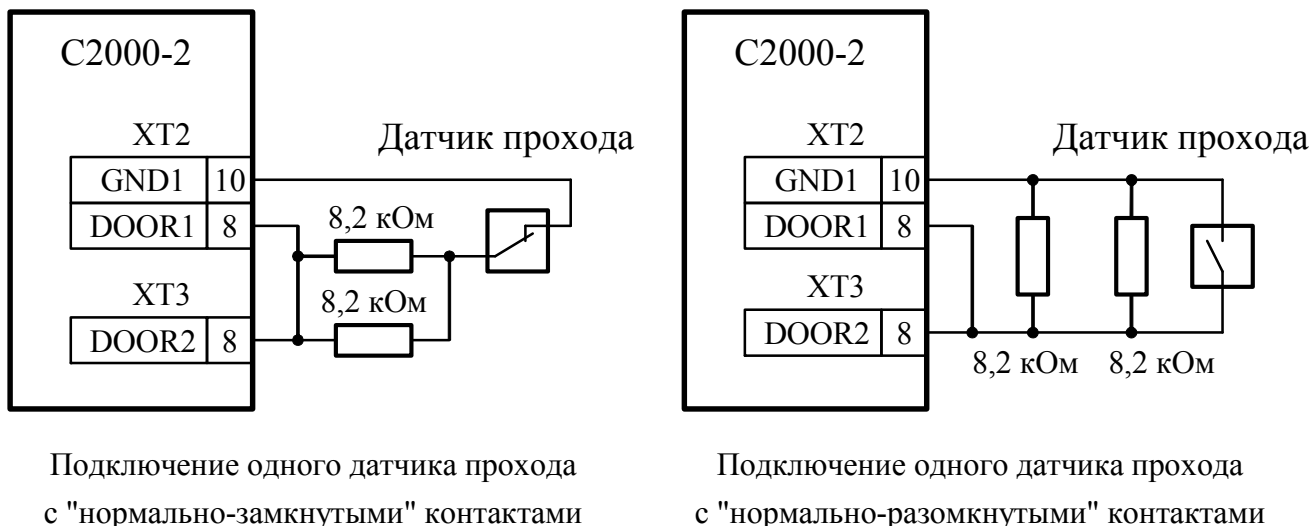 С2000-2
XT2
Датчик прохода
GND1 10
DOOR1 8
8,2 кОм
XT3
8,2 кОм
DOOR2 8
Подключение одного датчика прохода
с "нормально-замкнутыми" контактами
С2000-2
XT2
Датчик прохода
GND1 10
DOOR1 8
XT3
DOOR2 8
8,2 кОм 8,2 кОм
Подключение одного датчика прохода
с "нормально-разомкнутыми" контактами